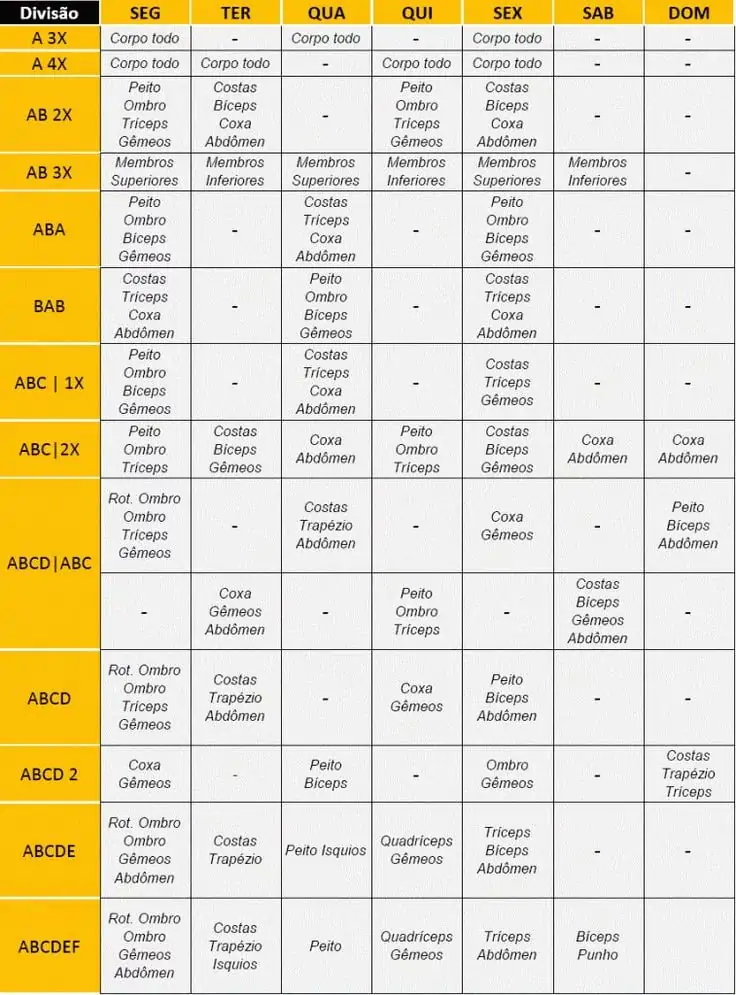 Divisão SEG TER QUA QUI SEX SAB DOM
A 3X Corpo todo - Corpo todo - Corpo todo - -
A 4X Corpo todo Corpo todo - Corpo todo Corpo todo - -
Peito Costas Peito Costas
Ombro Bíceps Ombro Bíceps
AB 2X - - -
Tríceps Coxa Tríceps Coxa
Gêmeos Abdômen Gêmeos Abdômen
Membros Membros Membros Membros Membros Membros
AB 3X -
Superiores Inferiores Superiores Inferiores Superiores Inferiores
Peito Costas Peito
Ombro Tríceps Ombro
ABA - - - -
Bíceps Coxa Bíceps
Gêmeos Abdômen Gêmeos
Costas Peito Costas
Tríceps Ombro Tríceps
BAB - - - -
Coxa Bíceps Coxa
Abdômen Gêmeos Abdômen
Peito Costas
Ombro Tríceps Costas
ABC | 1X - - Tríceps - -
Bíceps Coxa Gêmeos
Gêmeos Abdômen
Peito Costas Peito Costas
ABC|2X Ombro Bíceps Coxa Ombro Bíceps Coxa Coxa
Tríceps Gêmeos Abdômen Tríceps Gêmeos Abdômen Abdômen
Rot. Ombro Costas Peito
Ombro - Trapézio - Coxa - Bíceps
Tríceps Abdômen Gêmeos Abdômen
Gêmeos
ABCD|ABC
Coxa Peito Costas
- Gêmeos - Ombro - Bíceps -
Abdômen Tríceps Gêmeos
Abdômen
Rot. Ombro Costas Peito
Ombro Trapézio Coxa Bíceps
ABCD - - -
Tríceps Abdômen Gêmeos Abdômen
Gêmeos
Coxa Peito Ombro Costas
ABCD 2 - - - Trapézio
Gêmeos Bíceps Gêmeos Tríceps
Rot. Ombro Tríceps
Ombro Costas Quadríceps Bíceps
ABCDE Peito Isquios - -
Gêmeos Trapézio Gêmeos Abdômen
Abdômen
Rot. Ombro Costas
Ombro Trapézio Quadríceps Tríceps Bíceps
ABCDEF Peito
Gêmeos Isquios Gêmeos Abdômen Punho
Abdômen